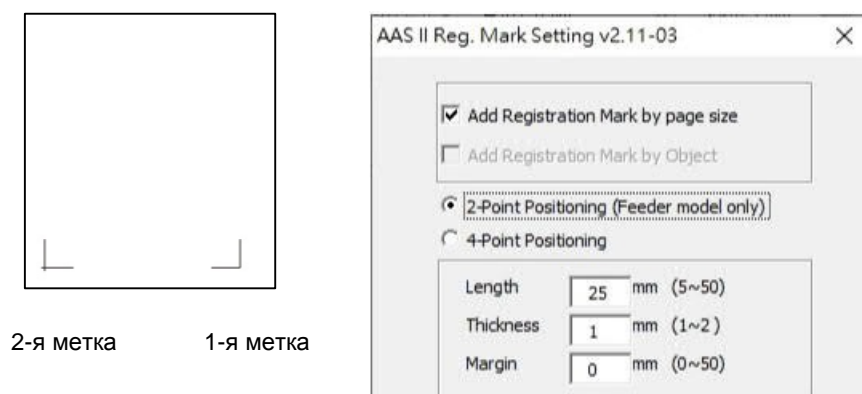 AAS II Reg. Mark Setting v2.11-03
Add Registration Mark by page size
Add Registration Mark by Object
2-Point Positioning (Feeder model only)
4-Point Positioning
Length 25 mm (5~50)
Thickness 1 mm (1~2)
Margin 0 mm (0~50)
2-я метка 1-я метка